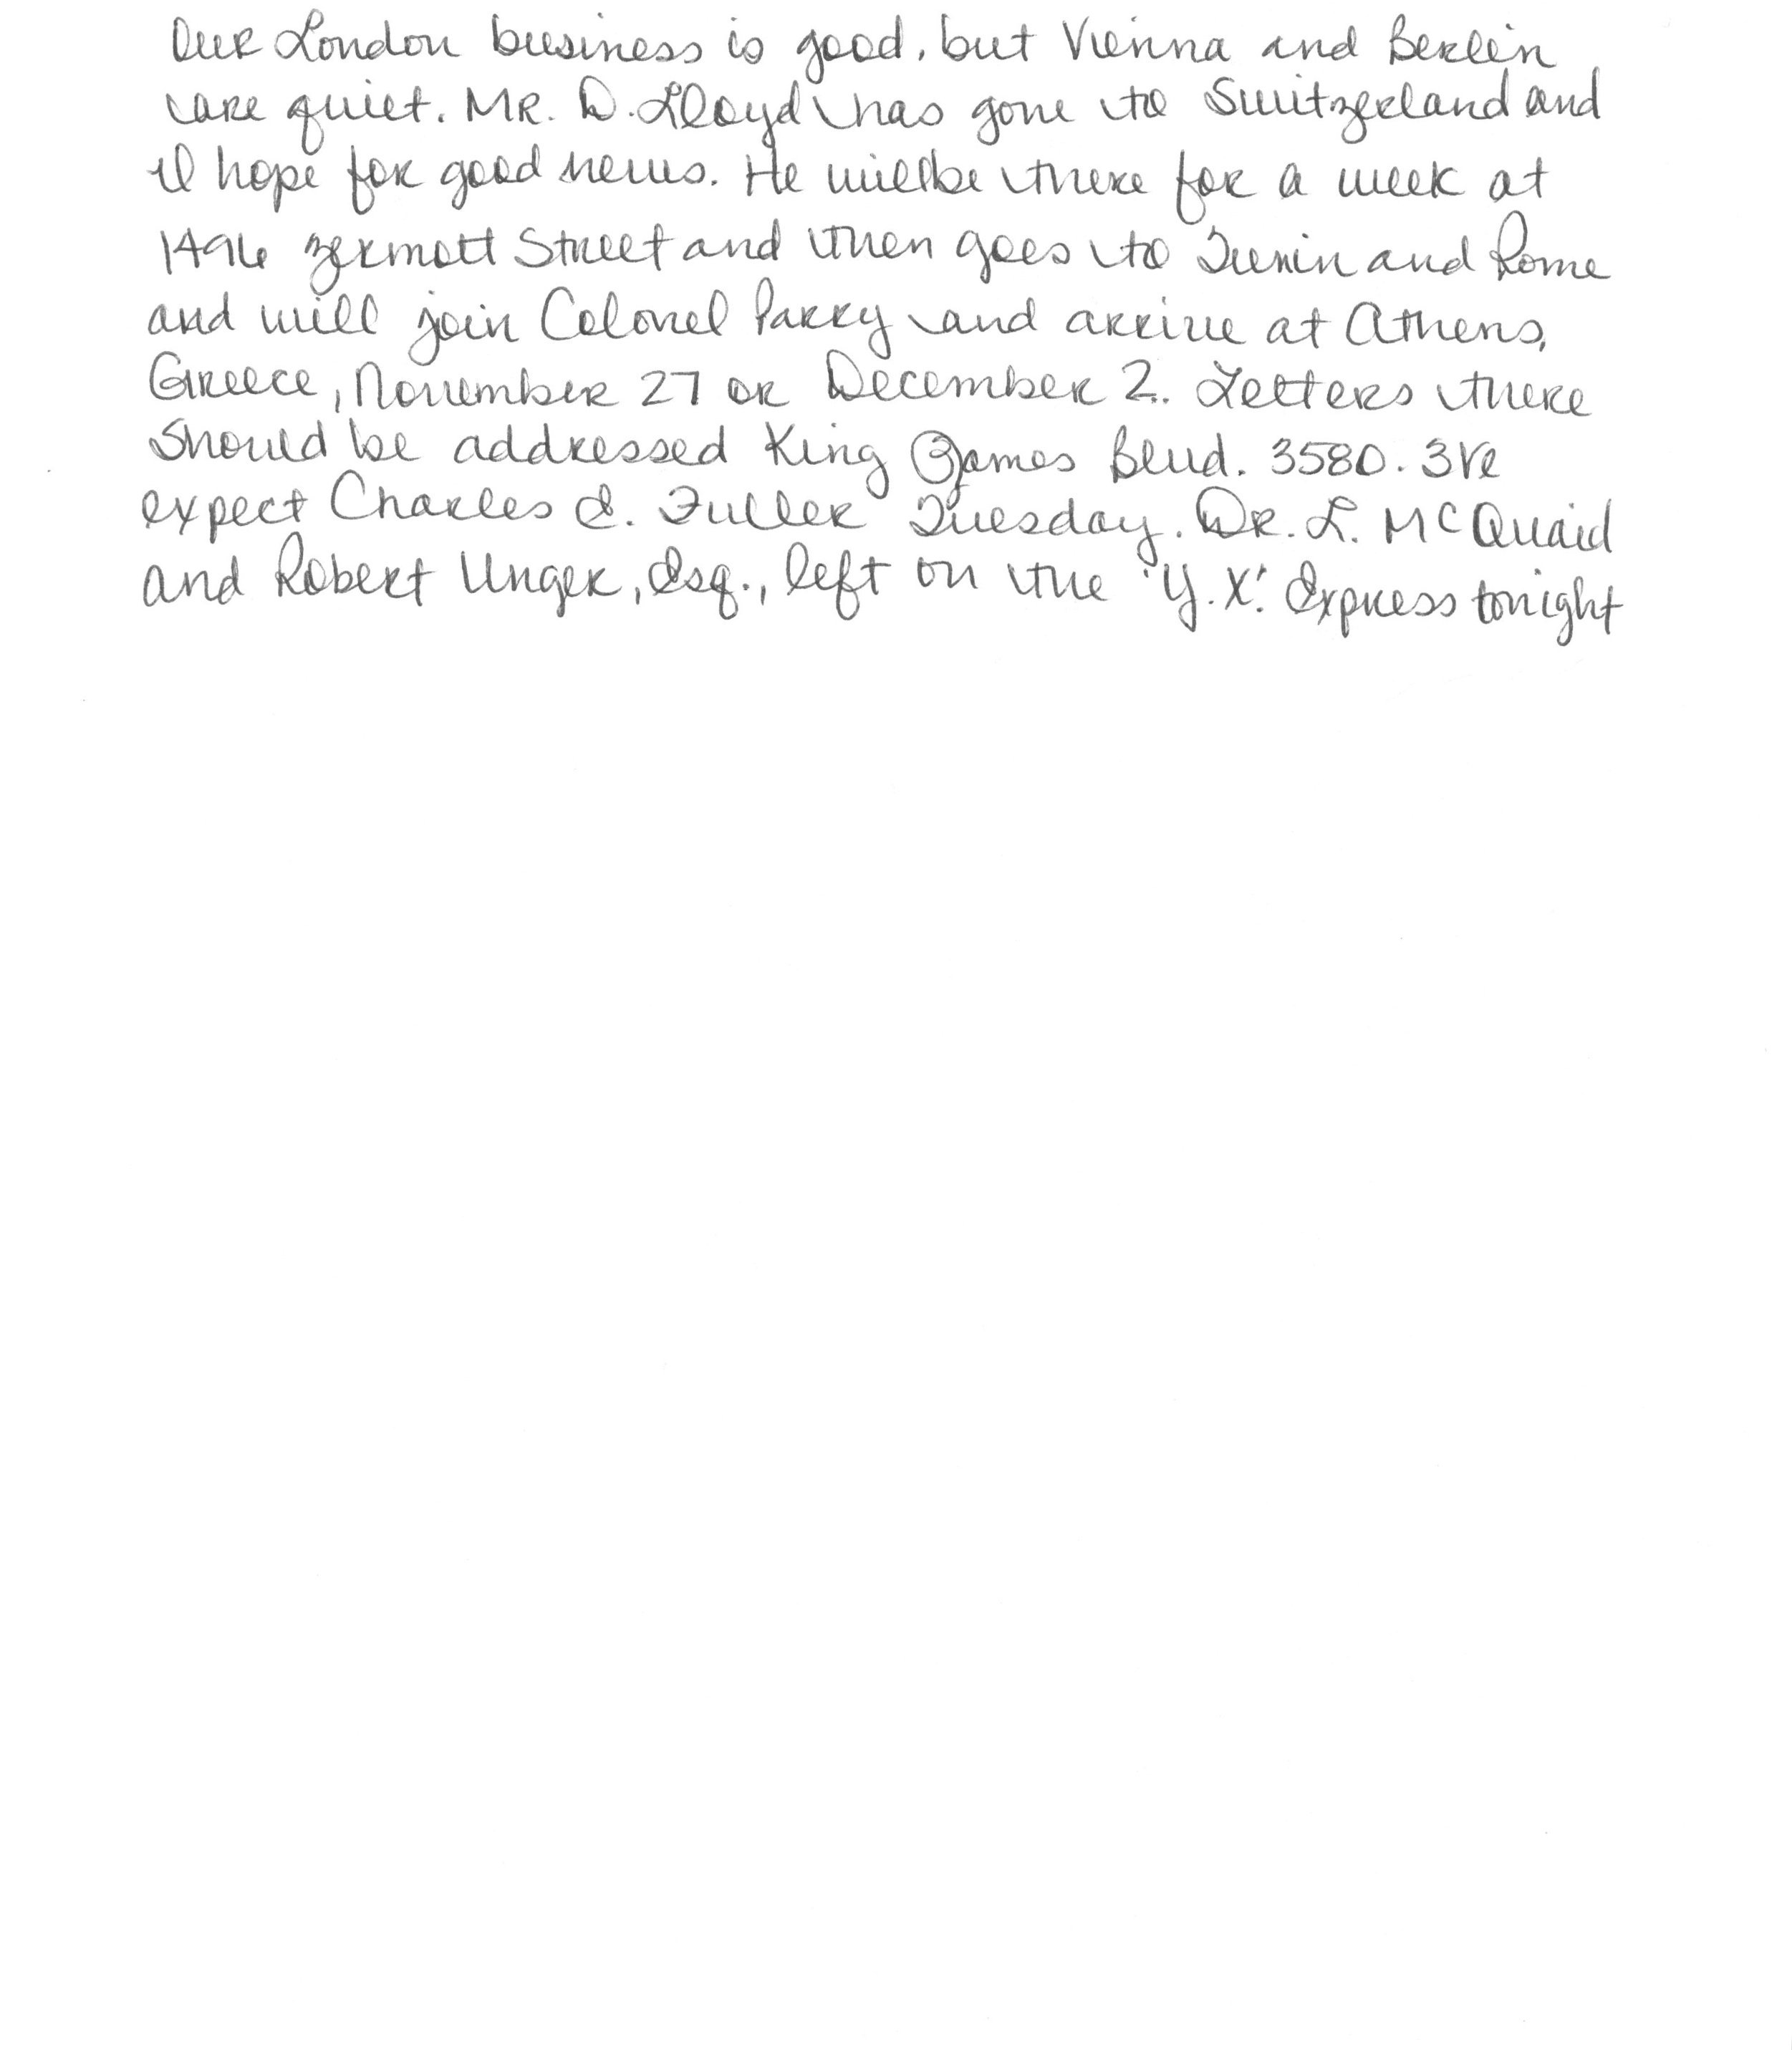 Our London business is good, but Vienna and Berlin
are quiet. MR. D. Lloyd has gone to Switzerland and
I hope for good news. He will be there for a week at
1496 Zermott Street and then goes to Turin and Rome
and will join Colonel Parry and arrive at Athens,
Greece, November 27 or December 2. Letters there
should be addressed King James Blvd. 3580. We
expect Charles E. Fuller Tuesday. Dr. L. McQuaid
and Robert Unger, Esq., left on the 'Y.X.' Express tonight